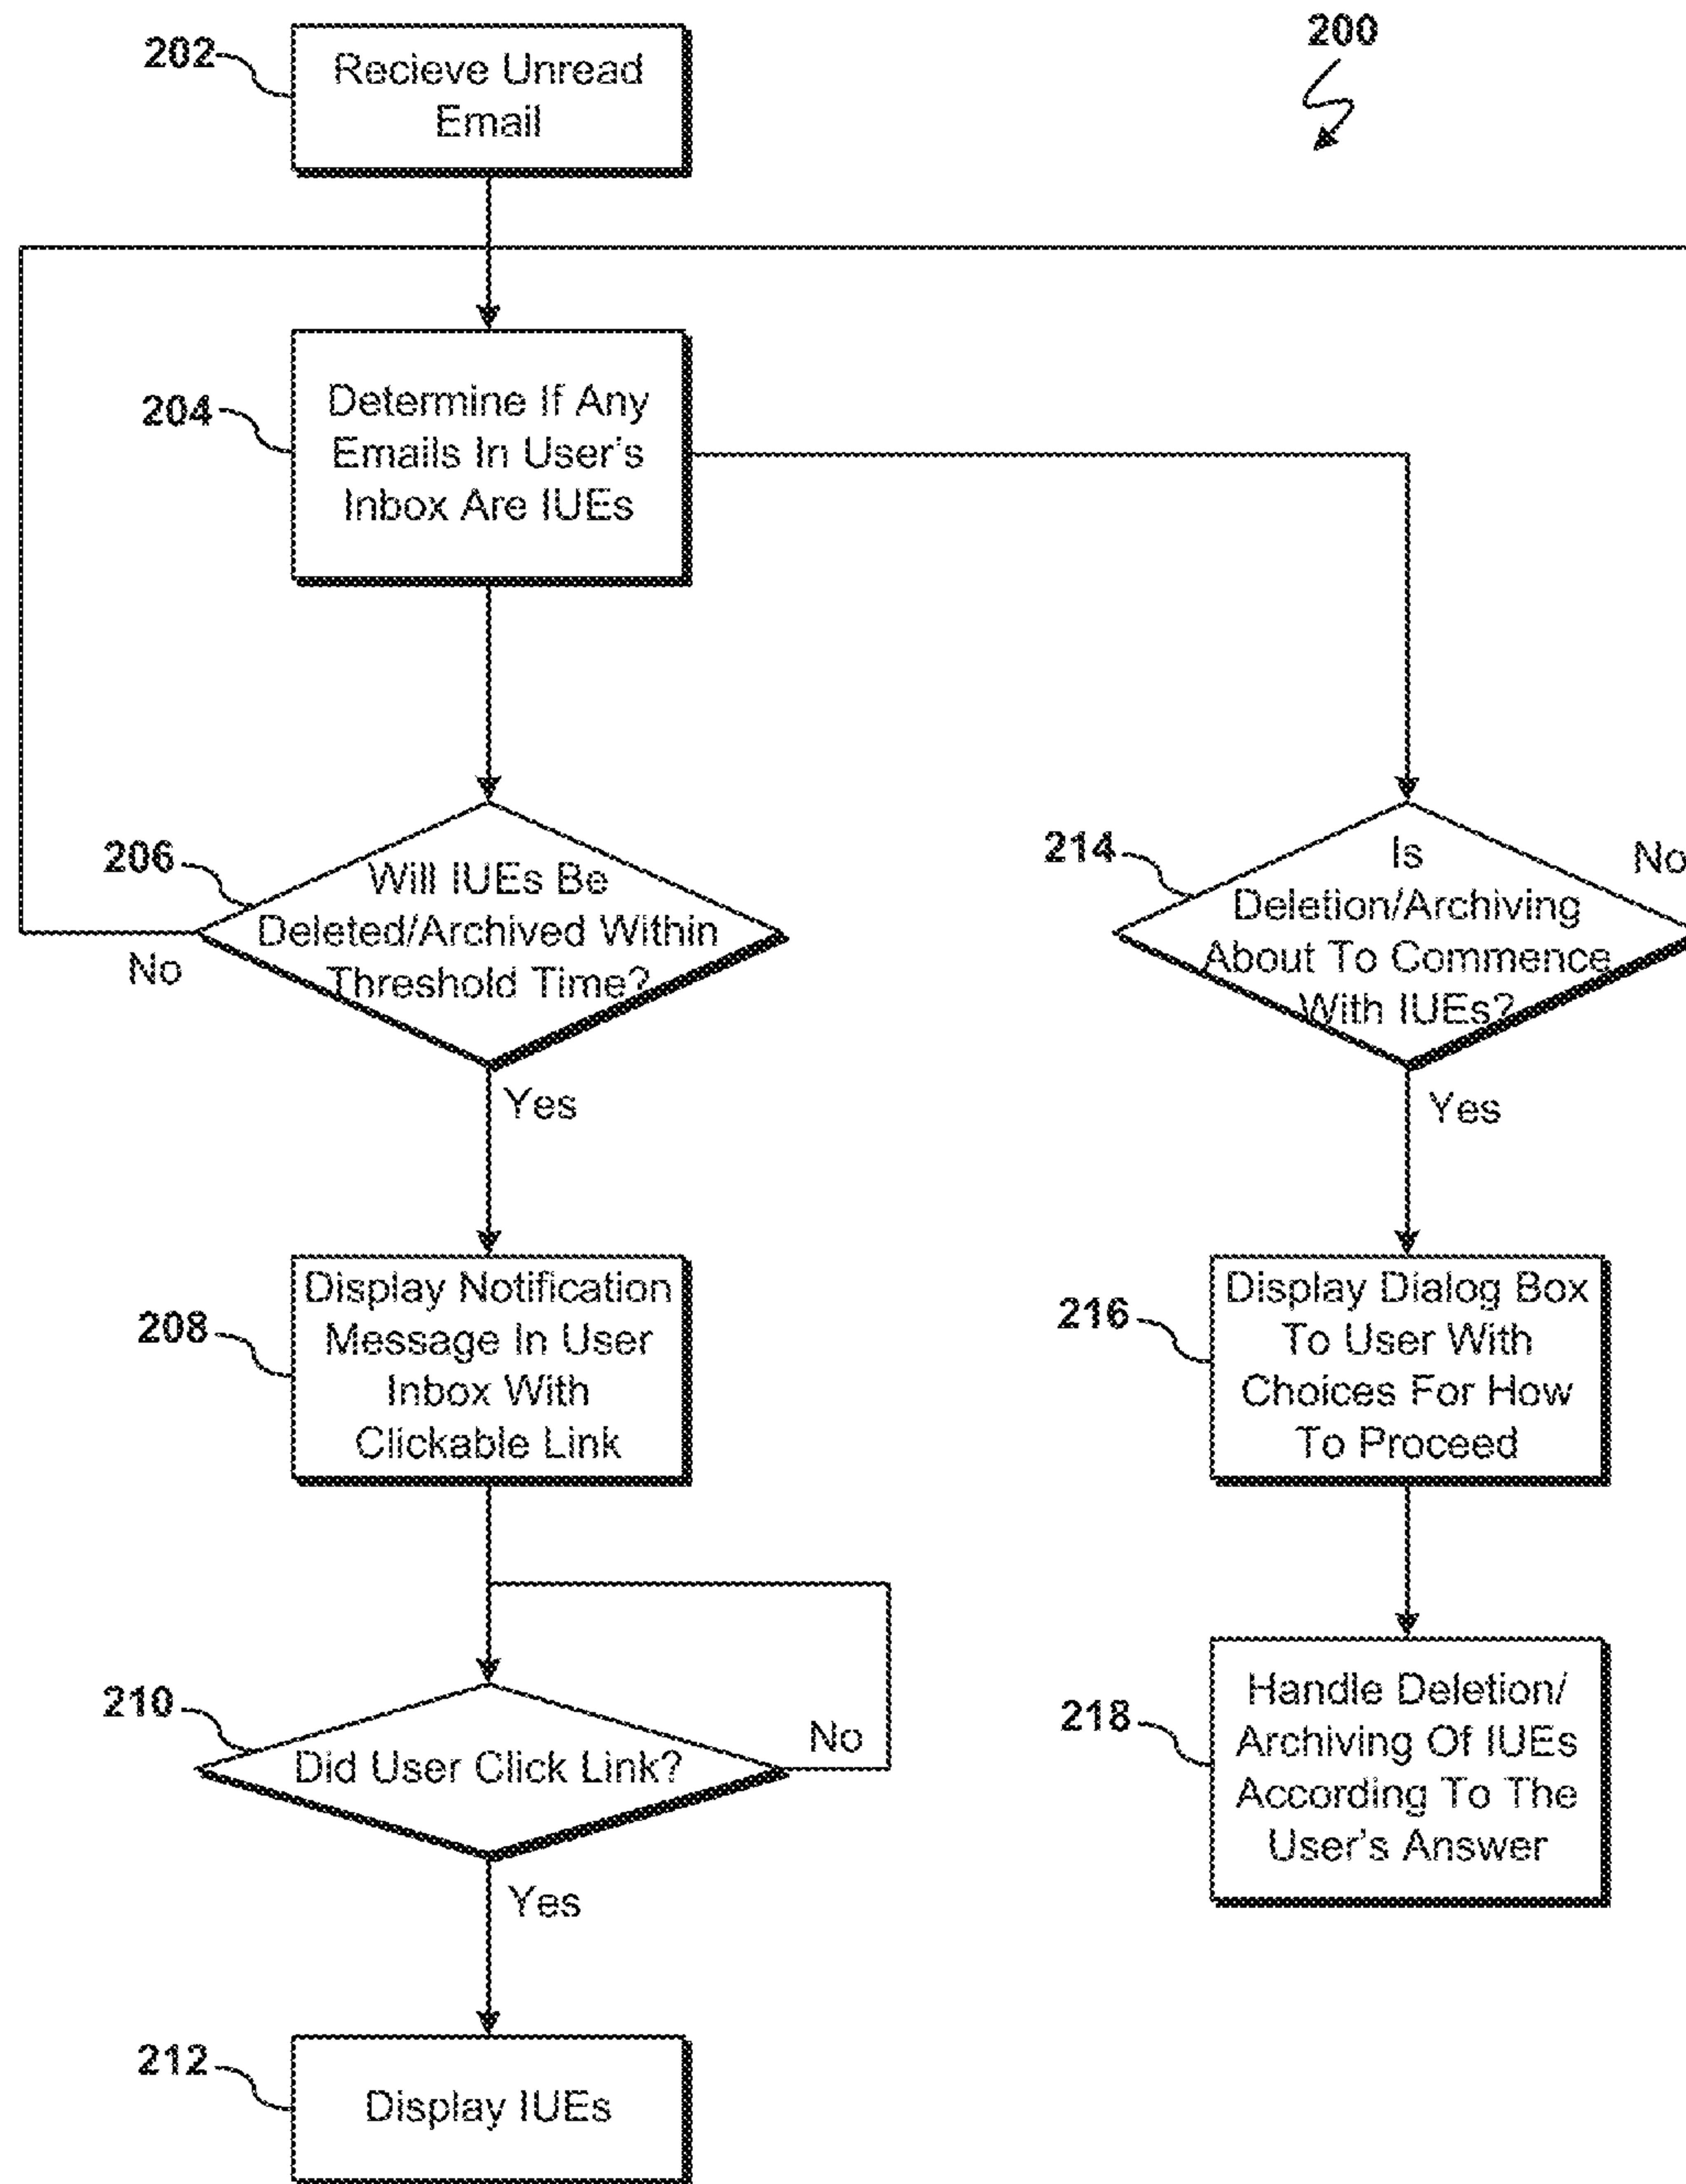 200
202
Recieve Unread
Email
204
Determine If Any
Emails In User's
Inbox Are IUEs
206
Will IUEs Be
Deleted/Archived Within
Threshold Time?
No
Yes
208
Display Notification
Message In User
Inbox With
Clickable Link
210
Did User Click Link?
No
Yes
212
Display IUEs
214
Is
Deletion/Archiving
About To Commence
With IUEs?
No
Yes
216
Display Dialog Box
To User With
Choices For How
To Proceed
218
Handle Deletion/
Archiving Of IUEs
According To The
User's Answer